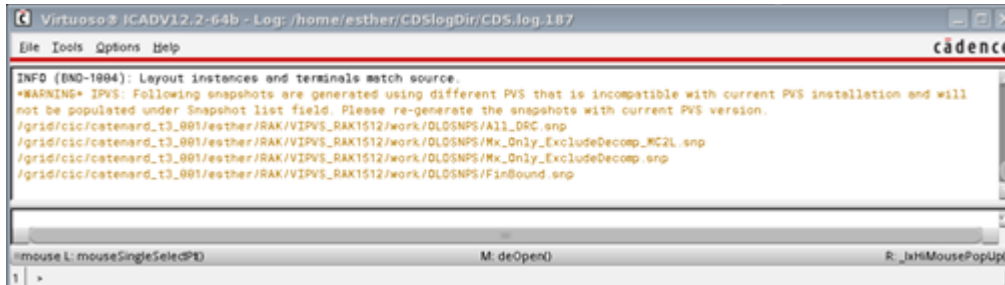 Virtuoso® ICADV12.2-64b - Log: /home/esther/CDSlogDir/CDS.log.187
File Tools Options Help
cādence
INFO (BND-1004): Layout instances and terminals match source.
*WARNING* IPVS: Following snapshots are generated using different PVS that is incompatible with current PVS installation and will
not be populated under Snapshot list field. Please re-generate the snapshots with current PVS version.
/grid/cic/catenard_t3_001/esther/RAK/VIPVS_RAK1512/work/OLDSNPS/All_DRC.snp
/grid/cic/catenard_t3_001/esther/RAK/VIPVS_RAK1512/work/OLDSNPS/Mx_Only_ExcludeDecomp_MC2L.snp
/grid/cic/catenard_t3_001/esther/RAK/VIPVS_RAK1512/work/OLDSNPS/Mx_Only_ExcludeDecomp.snp
/grid/cic/catenard_t3_001/esther/RAK/VIPVS_RAK1512/work/OLDSNPS/FinBound.snp
mouse L: mouseSingleSelectPt() M: deOpen() R: _lxHiMousePopUp(
1 >